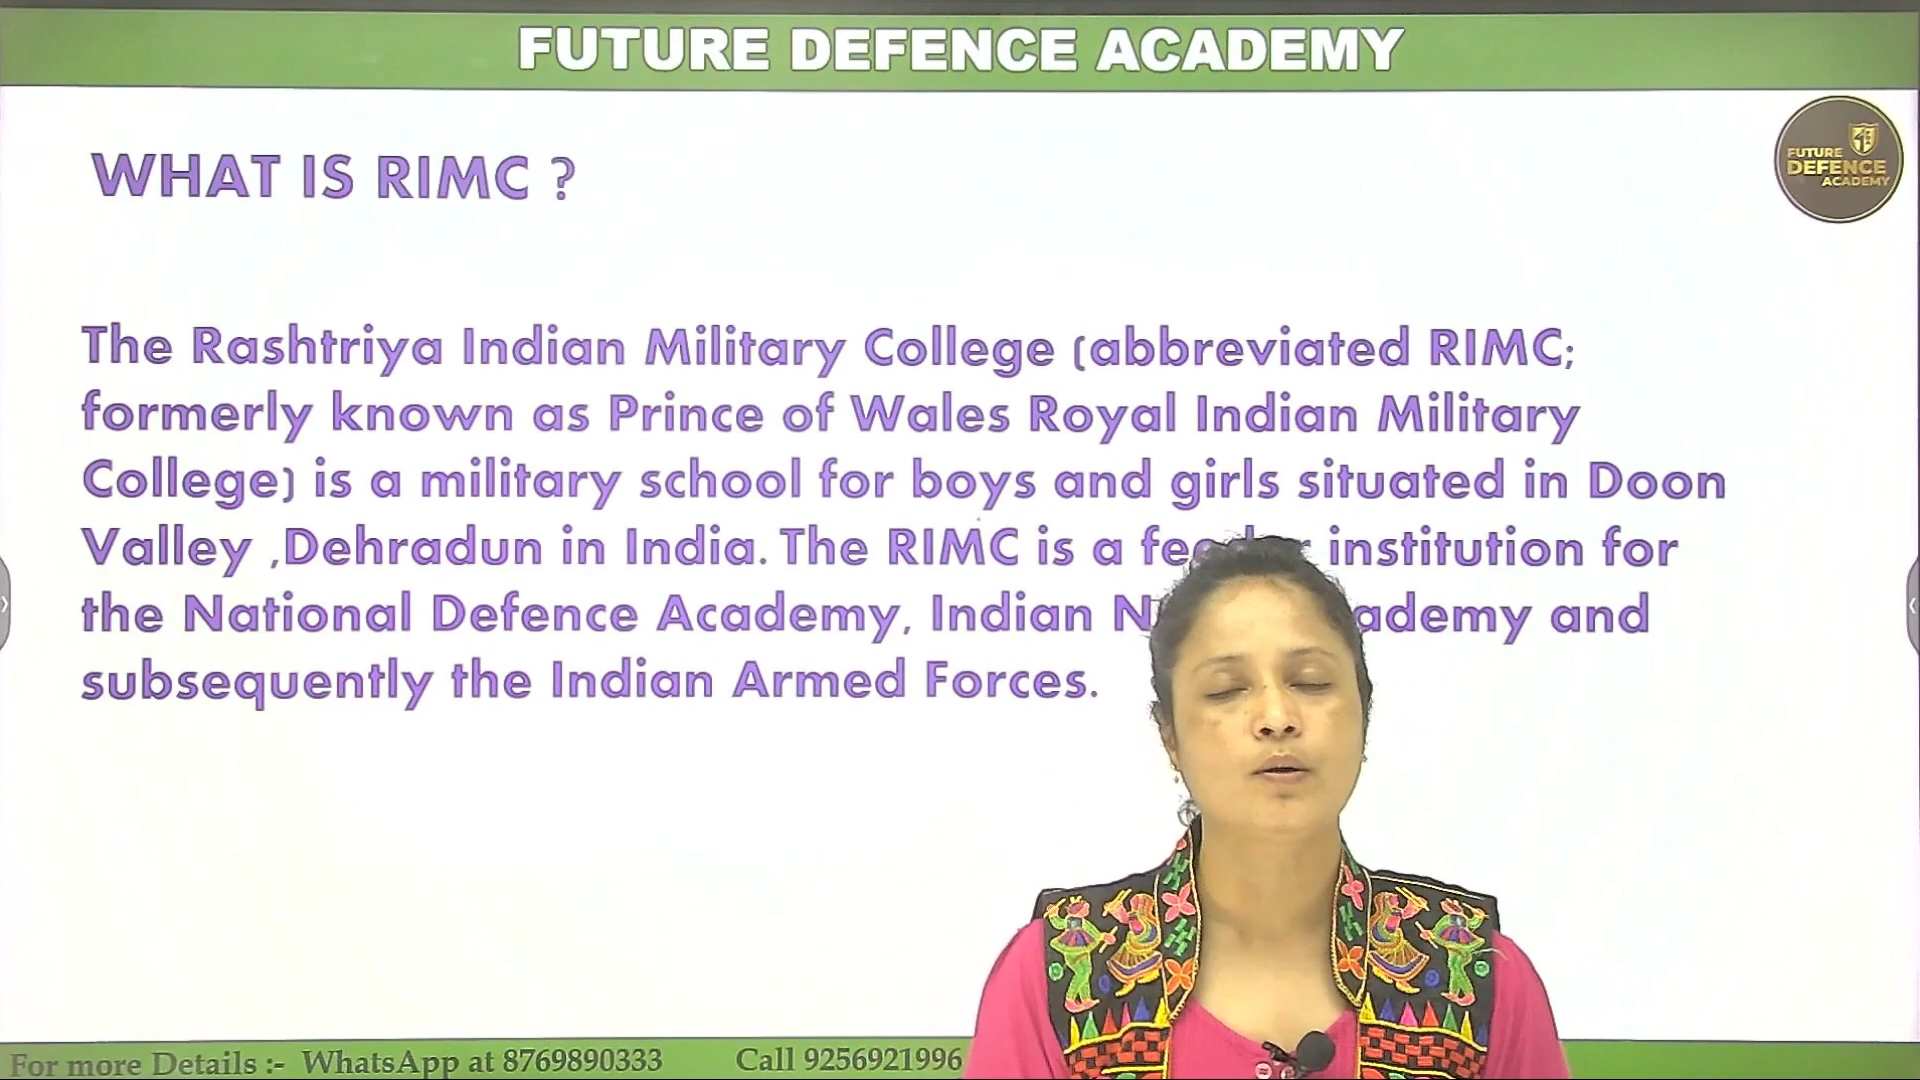 FUTURE DEFENCE ACADEMY
WHAT IS RIMC ?
FUTURE
DEFENCE
ACADEMY
The Rashtriya Indian Military College (abbreviated RIMC;
formerly known as Prince of Wales Royal Indian Military
College) is a military school for boys and girls situated in Doon
Valley ,Dehradun in India. The RIMC is a institution for
the National Defence Academy, Indian and
subsequently the Indian Armed Forces.
For more Details :- WhatsApp at 8769890333 Call 9256921996